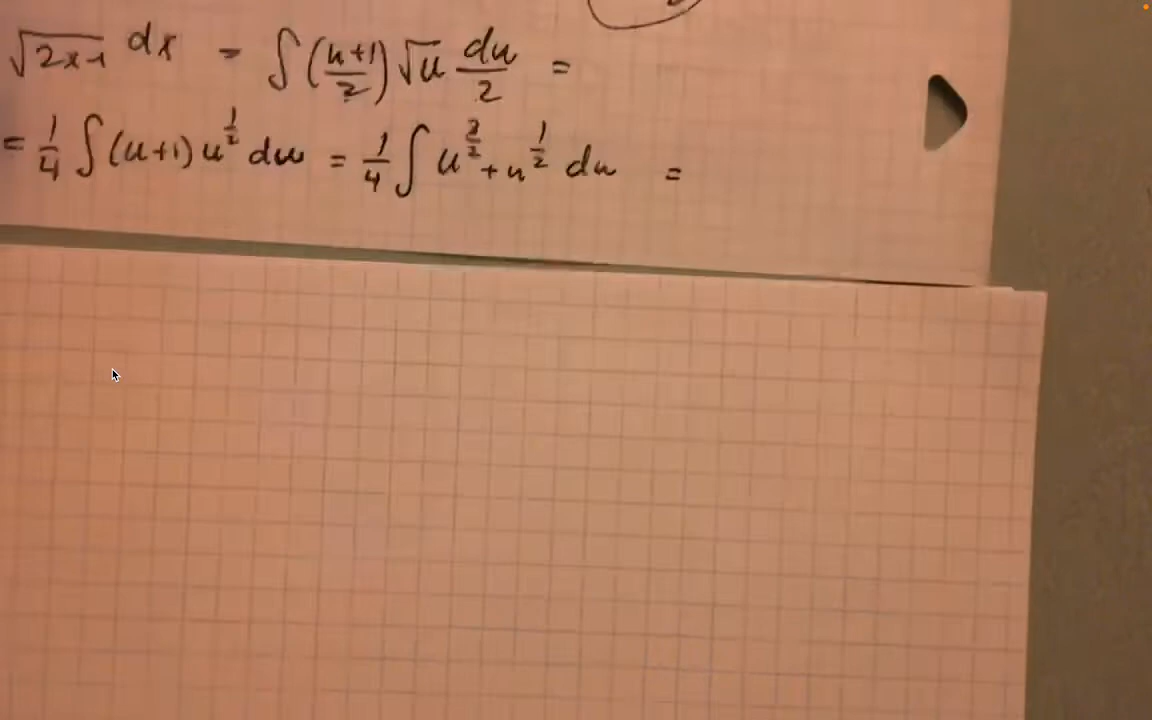 √(2x-1) dx = ∫ ((u+1)/2) √u du/2 =
= 1/4 ∫ (u+1) u^(1/2) du = 1/4 ∫ u^(3/2) + u^(1/2) du =